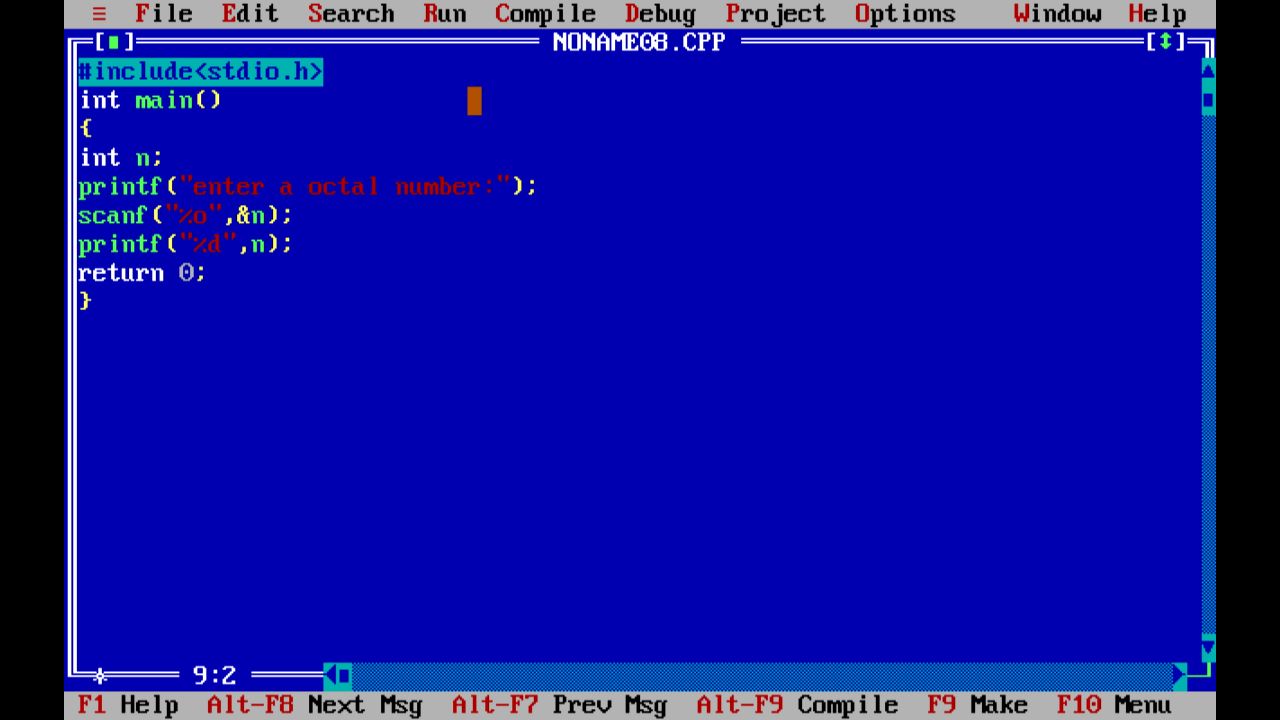 ≡ File Edit Search Run Compile Debug Project Options Window Help
[■] NONAME08.CPP [↕]
#include<stdio.h>
int main()
{
int n;
printf("enter a octal number:");
scanf("%o",&n);
printf("%d",n);
return 0;
}
9:2
F1 Help Alt-F8 Next Msg Alt-F7 Prev Msg Alt-F9 Compile F9 Make F10 Menu